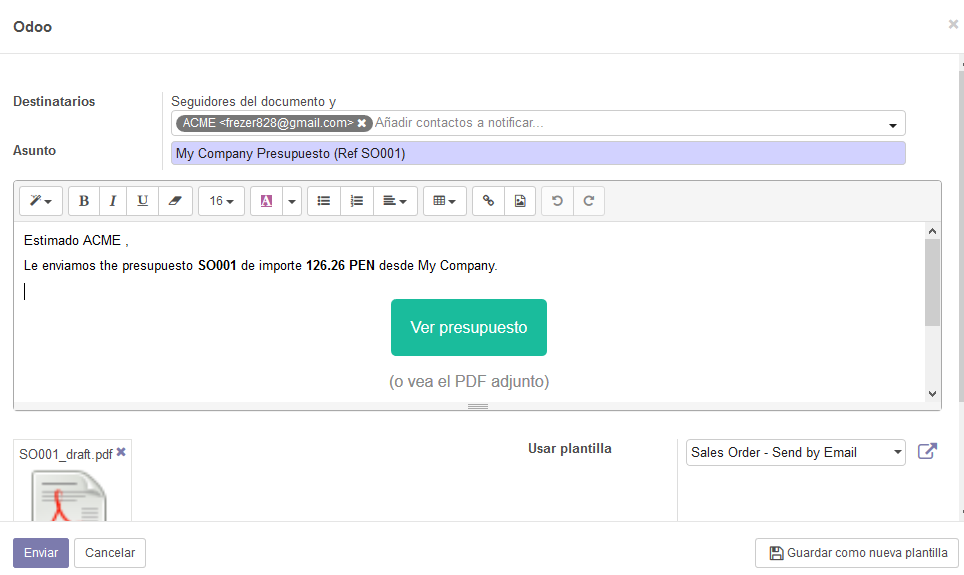 Odoo
×
Destinatarios
Seguidores del documento y
ACME <frezer828@gmail.com> ✖ Añadir contactos a notificar...
Asunto
My Company Presupuesto (Ref SO001)
B I U 16 A
Estimado ACME ,
Le enviamos the presupuesto SO001 de importe 126.26 PEN desde My Company.
Ver presupuesto
(o vea el PDF adjunto)
SO001_draft.pdf ✖
Usar plantilla
Sales Order - Send by Email
Enviar
Cancelar
Guardar como nueva plantilla